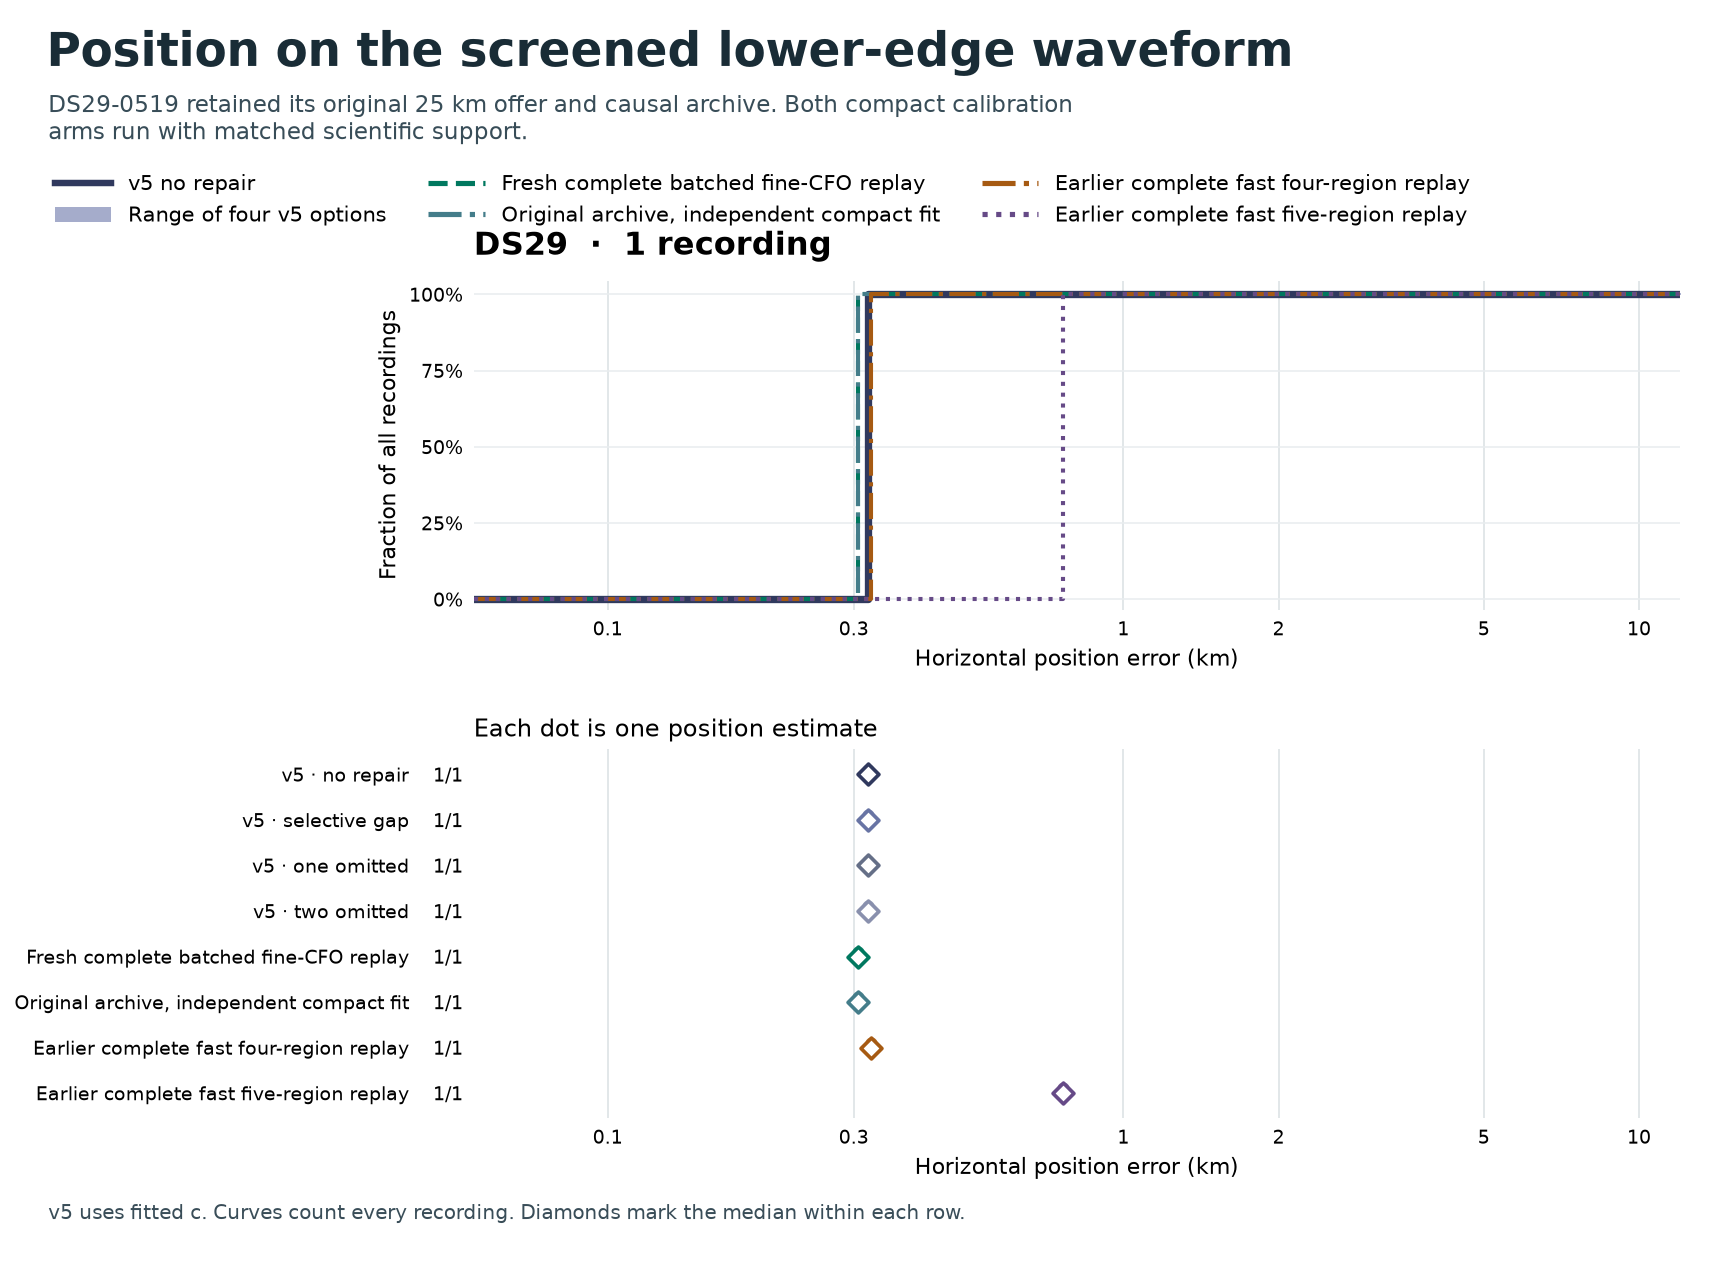 Position on the screened lower-edge waveform
DS29-0519 retained its original 25 km offer and causal archive. Both compact calibration
arms run with matched scientific support.
v5 no repair
Range of four v5 options
Fresh complete batched fine-CFO replay
Original archive, independent compact fit
Earlier complete fast four-region replay
Earlier complete fast five-region replay
DS29 · 1 recording
Fraction of all recordings
100%
75%
50%
25%
0%
0.1 0.3 1 2 5 10
Horizontal position error (km)
Each dot is one position estimate
v5 · no repair 1/1
v5 · selective gap 1/1
v5 · one omitted 1/1
v5 · two omitted 1/1
Fresh complete batched fine-CFO replay 1/1
Original archive, independent compact fit 1/1
Earlier complete fast four-region replay 1/1
Earlier complete fast five-region replay 1/1
0.1 0.3 1 2 5 10
Horizontal position error (km)
v5 uses fitted c. Curves count every recording. Diamonds mark the median within each row.